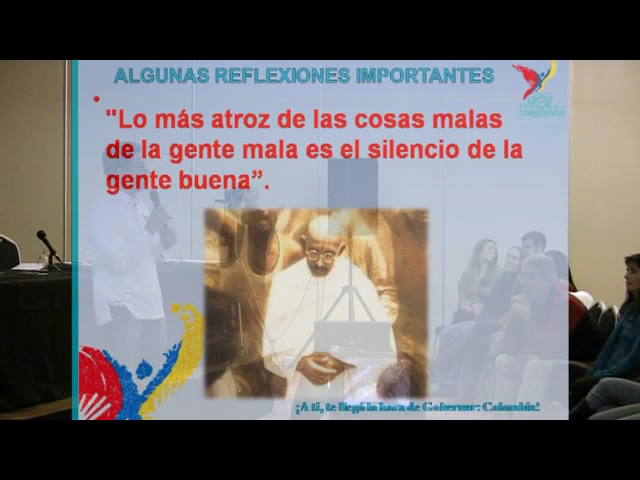 ALGUNAS REFLEXIONES IMPORTANTES
"Lo más atroz de las cosas malas
de la gente mala es el silencio de la
gente buena”.
¡A ti, te llegó la hora de Gobernar: Colombia!